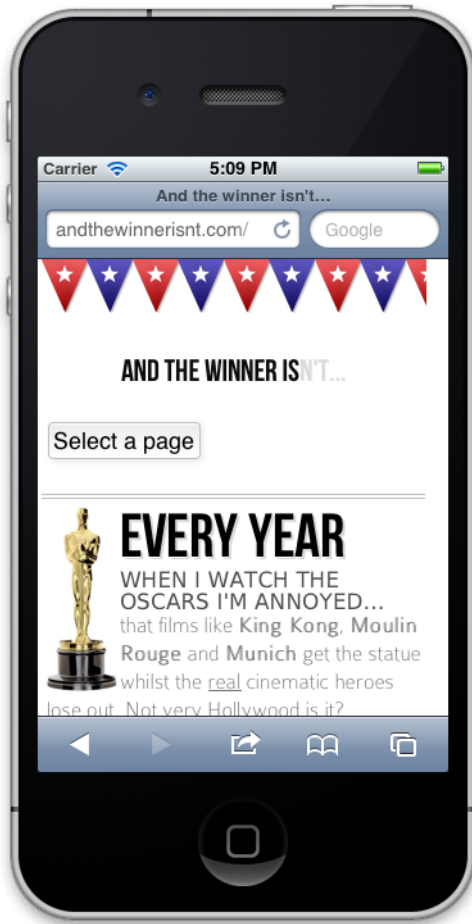 Carrier 5:09 PM
And the winner isn't...
andthewinnerisnt.com/ Google
AND THE WINNER ISN'T...
Select a page
EVERY YEAR
WHEN I WATCH THE
OSCARS I'M ANNOYED...
that films like King Kong, Moulin
Rouge and Munich get the statue
whilst the real cinematic heroes
lose out. Not very Hollywood is it?